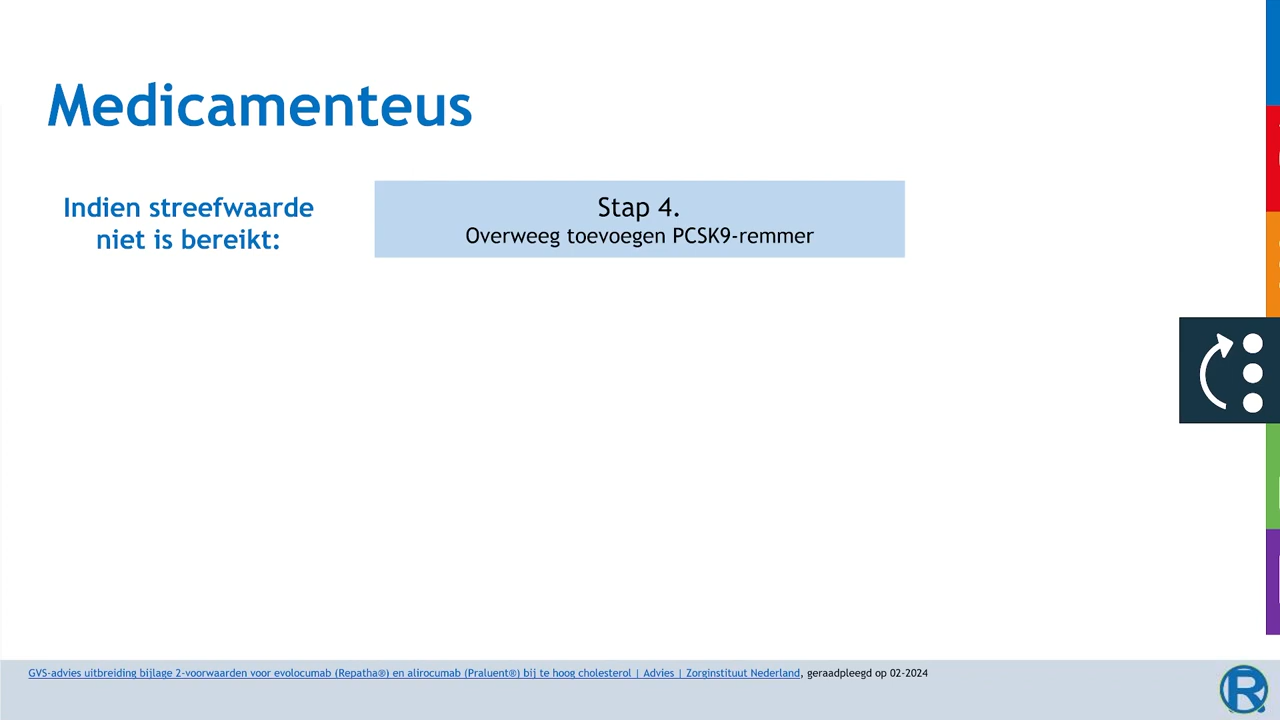 Medicamenteus
Indien streefwaarde
niet is bereikt:
Stap 4.
Overweeg toevoegen PCSK9-remmer
GVS-advies uitbreiding bijlage 2-voorwaarden voor evolocumab (Repatha®) en alirocumab (Praluent®) bij te hoog cholesterol | Advies | Zorginstituut Nederland, geraadpleegd op 02-2024
R